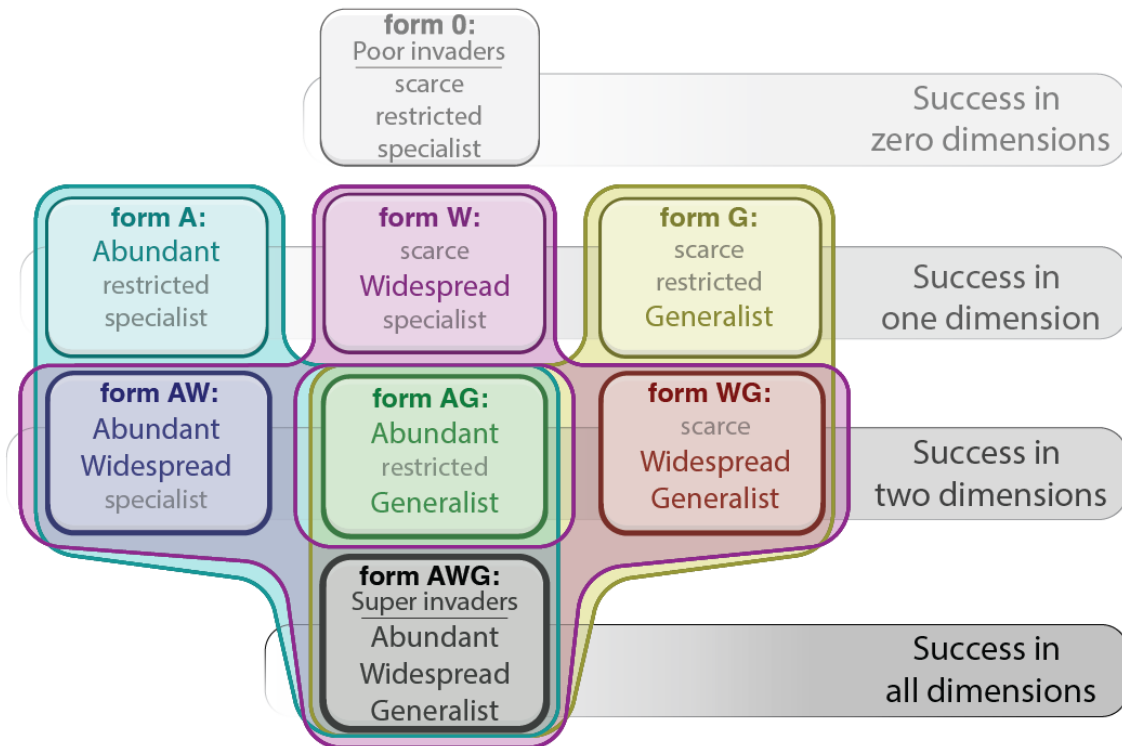 form 0:
Poor invaders
scarce
restricted
specialist
Success in
zero dimensions
form A:
Abundant
restricted
specialist
form W:
scarce
Widespread
specialist
form G:
scarce
restricted
Generalist
Success in
one dimension
form AW:
Abundant
Widespread
specialist
form AG:
Abundant
restricted
Generalist
form WG:
scarce
Widespread
Generalist
Success in
two dimensions
form AWG:
Super invaders
Abundant
Widespread
Generalist
Success in
all dimensions